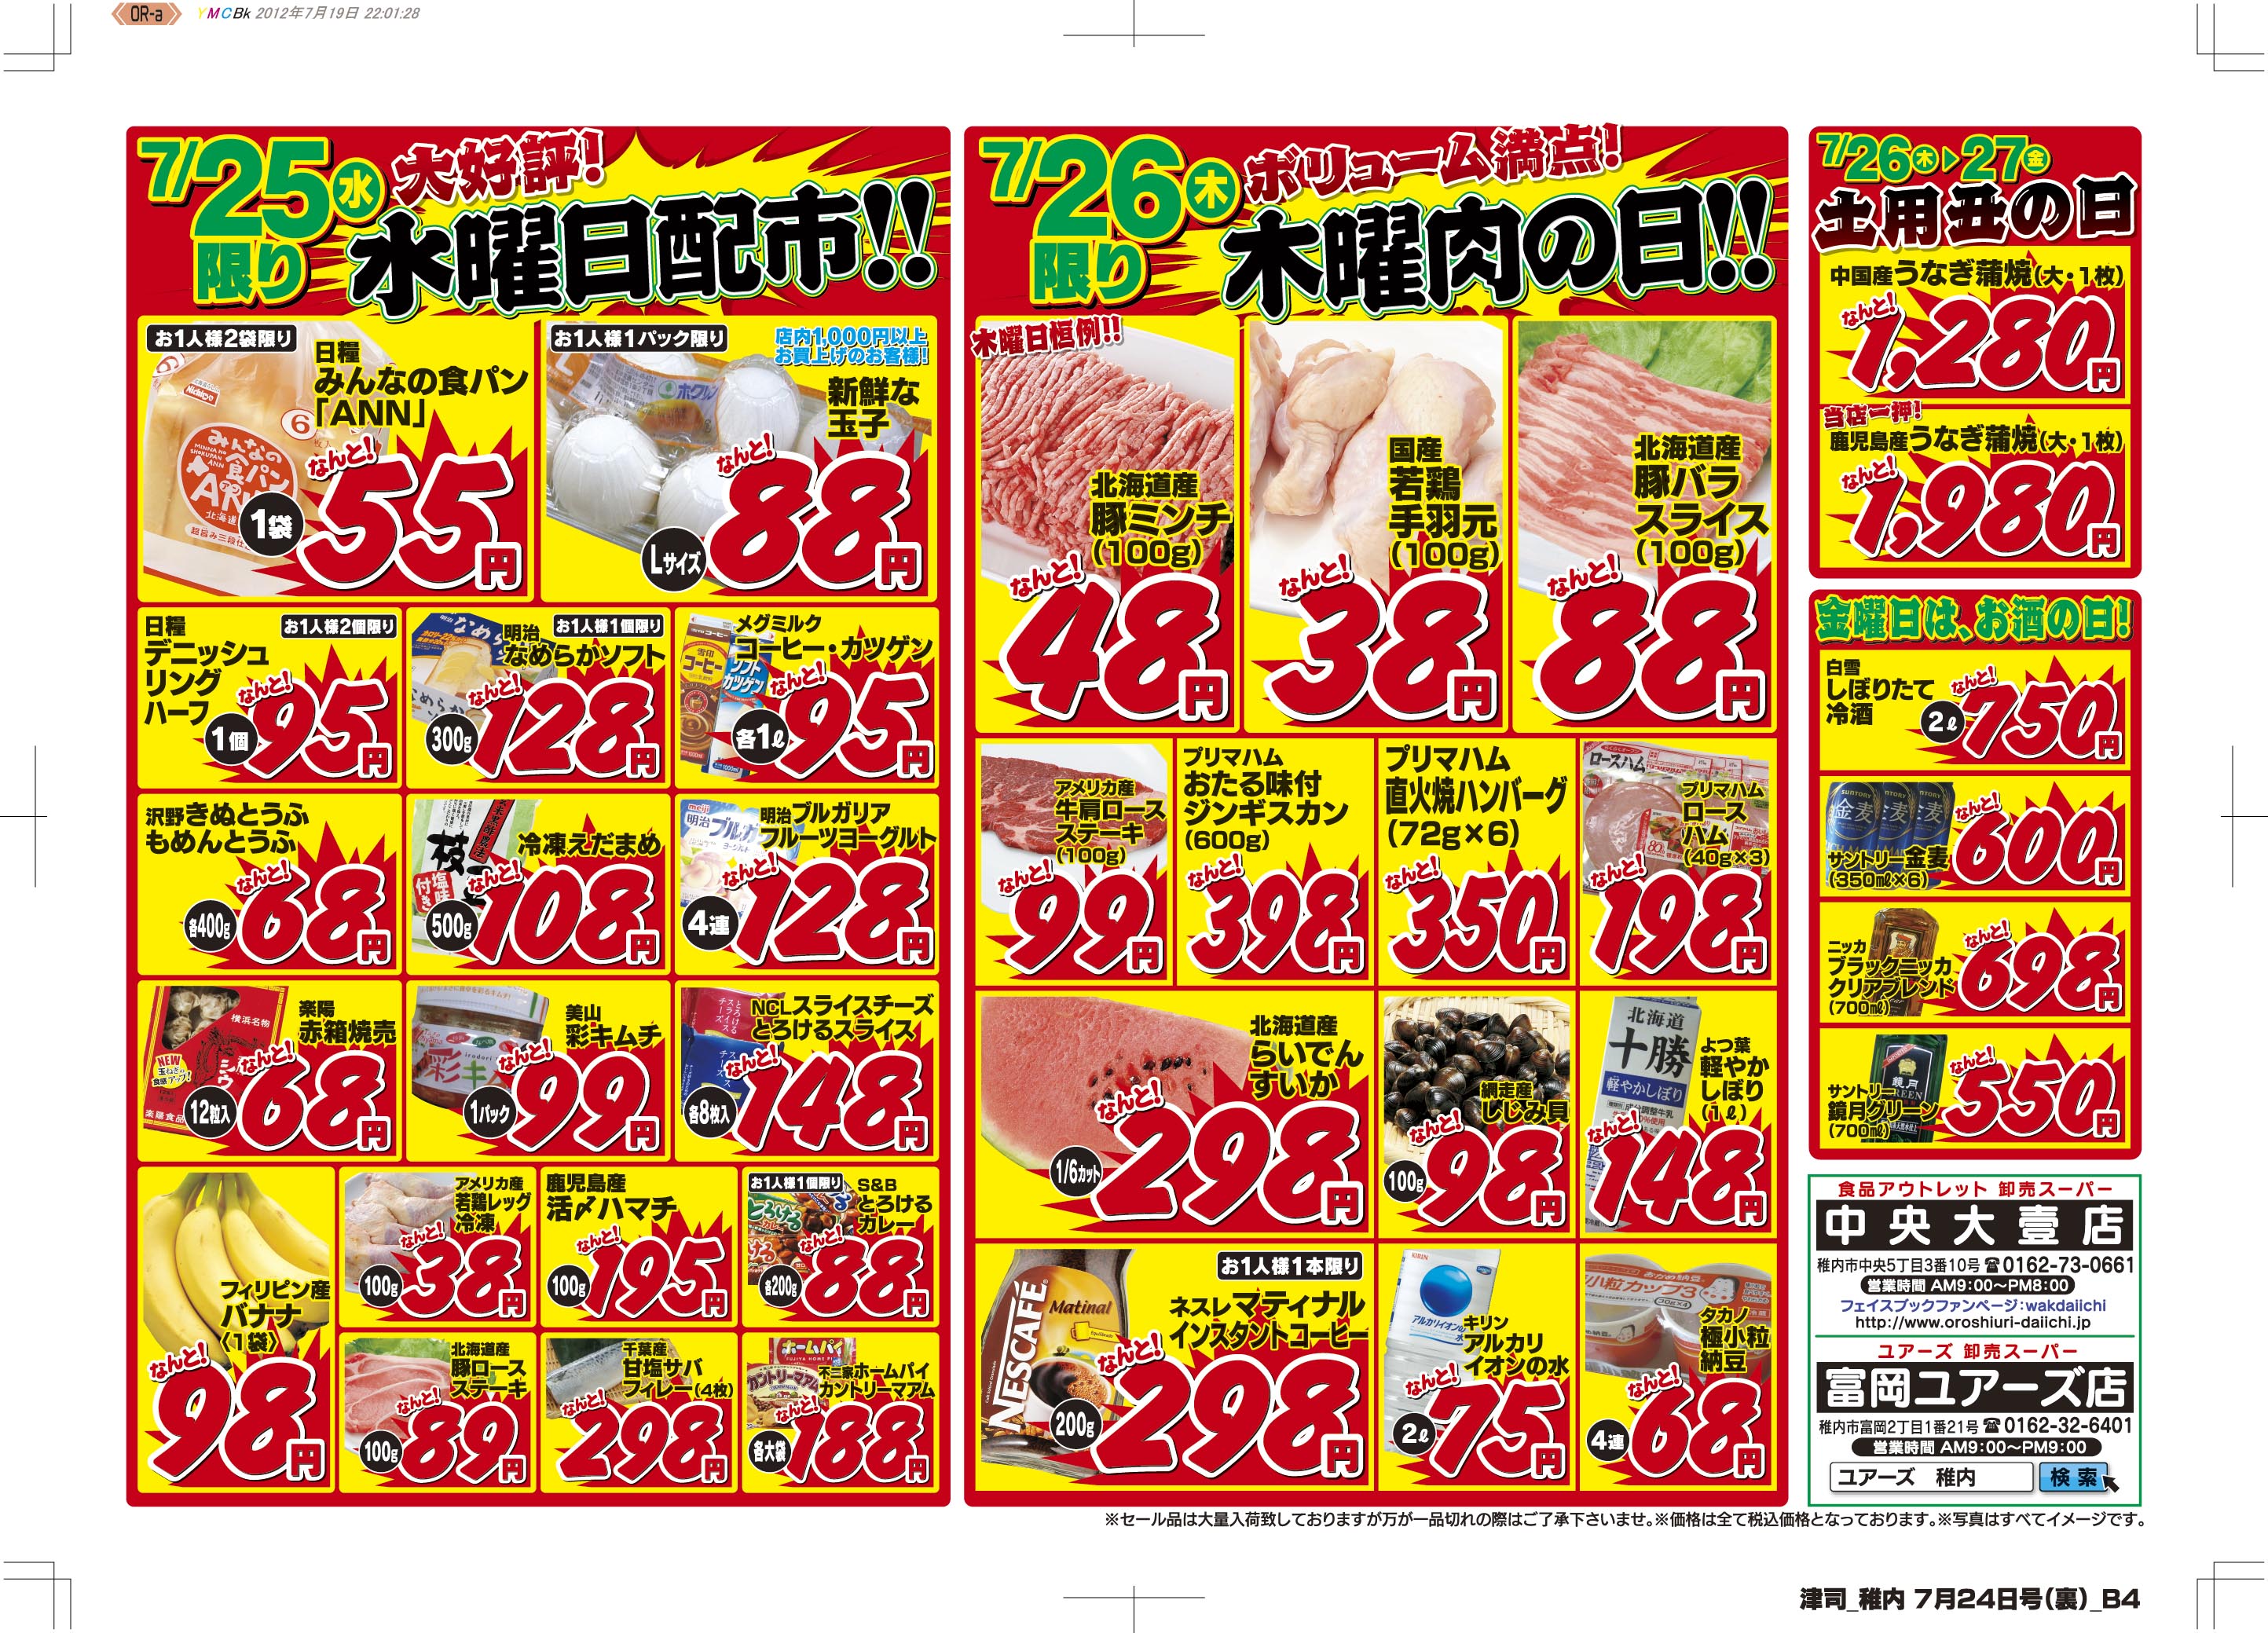 OR-a YMCBk 2012年7月19日 22:01:28
7/25水
限り
大好評!
水曜日配市!!
お1人様2袋限り
日糧
みんなの食パン
「ANN」
1袋
なんと!
55円
お1人様1パック限り
店内1,000円以上
お買上げのお客様!
新鮮な
玉子
Lサイズ
なんと!
88円
日糧
デニッシュ
リング
ハーフ
お1人様2個限り
1個
なんと!
95円
お1人様1個限り
明治
なめらかソフト
300g
なんと!
128円
メグミルク
コーヒー・カツゲン
各1ℓ
なんと!
95円
沢野きぬとうふ
もめんとうふ
各400g
なんと!
68円
冷凍えだまめ
500g
なんと!
108円
明治ブルガリア
フルーツヨーグルト
4連
なんと!
128円
楽陽
赤箱焼売
12粒入
なんと!
68円
美山
彩キムチ
1パック
なんと!
99円
NCLスライスチーズ
とろけるスライス
各8枚入
なんと!
148円
フィリピン産
バナナ
〈1袋〉
なんと!
98円
アメリカ産
若鶏レッグ
冷凍
100g
なんと!
38円
鹿児島産
活〆ハマチ
100g
なんと!
195円
お1人様1個限り
S&B
とろける
カレー
各200g
なんと!
88円
北海道産
豚ロース
ステーキ
100g
なんと!
89円
千葉産
甘塩サバ
フィレー(4枚)
なんと!
298円
不二家ホームパイ
カントリーマアム
各大袋
なんと!
188円
7/26木
限り
ボリューム満点!
木曜肉の日!!
木曜日恒例!!
北海道産
豚ミンチ
(100g)
なんと!
48円
国産
若鶏
手羽元
(100g)
なんと!
38円
北海道産
豚バラ
スライス
(100g)
なんと!
88円
アメリカ産
牛肩ロース
ステーキ
(100g)
なんと!
99円
プリマハム
おたる味付
ジンギスカン
(600g)
なんと!
398円
プリマハム
直火焼ハンバーグ
(72g×6)
なんと!
350円
プリマハム
ロース
ハム
(40g×3)
なんと!
198円
北海道産
らいでん
すいか
1/6カット
なんと!
298円
網走産
しじみ貝
100g
なんと!
98円
よつ葉
軽やか
しぼり
(1ℓ)
なんと!
148円
お1人様1本限り
ネスレマティナル
インスタントコーヒー
200g
なんと!
298円
キリン
アルカリ
イオンの水
2ℓ
なんと!
75円
タカノ
極小粒
納豆
4連
なんと!
68円
7/26木▶27金
土用丑の日
中国産うなぎ蒲焼(大・1枚)
なんと!
1,280円
当店一押!
鹿児島産うなぎ蒲焼(大・1枚)
なんと!
1,980円
金曜日は、お酒の日!
白雪
しぼりたて
冷酒
2ℓ
なんと!
750円
サントリー金麦
(350㎖×6)
なんと!
600円
ニッカ
ブラックニッカ
クリアブレンド
(700㎖)
なんと!
698円
サントリー
鏡月グリーン
(700㎖)
なんと!
550円
食品アウトレット 卸売スーパー
中央大壹店
稚内市中央5丁目3番10号 ☎0162-73-0661
営業時間 AM9:00~PM8:00
フェイスブックファンページ:wakdaiichi
http://www.oroshiuri-daiichi.jp
ユアーズ 卸売スーパー
富岡ユアーズ店
稚内市富岡2丁目1番21号 ☎0162-32-6401
営業時間 AM9:00~PM9:00
ユアーズ 稚内 検索
※セール品は大量入荷致しておりますが万が一品切れの際はご了承下さいませ。※価格は全て税込価格となっております。※写真はすべてイメージです。
津司_稚内 7月24日号(裏)_B4